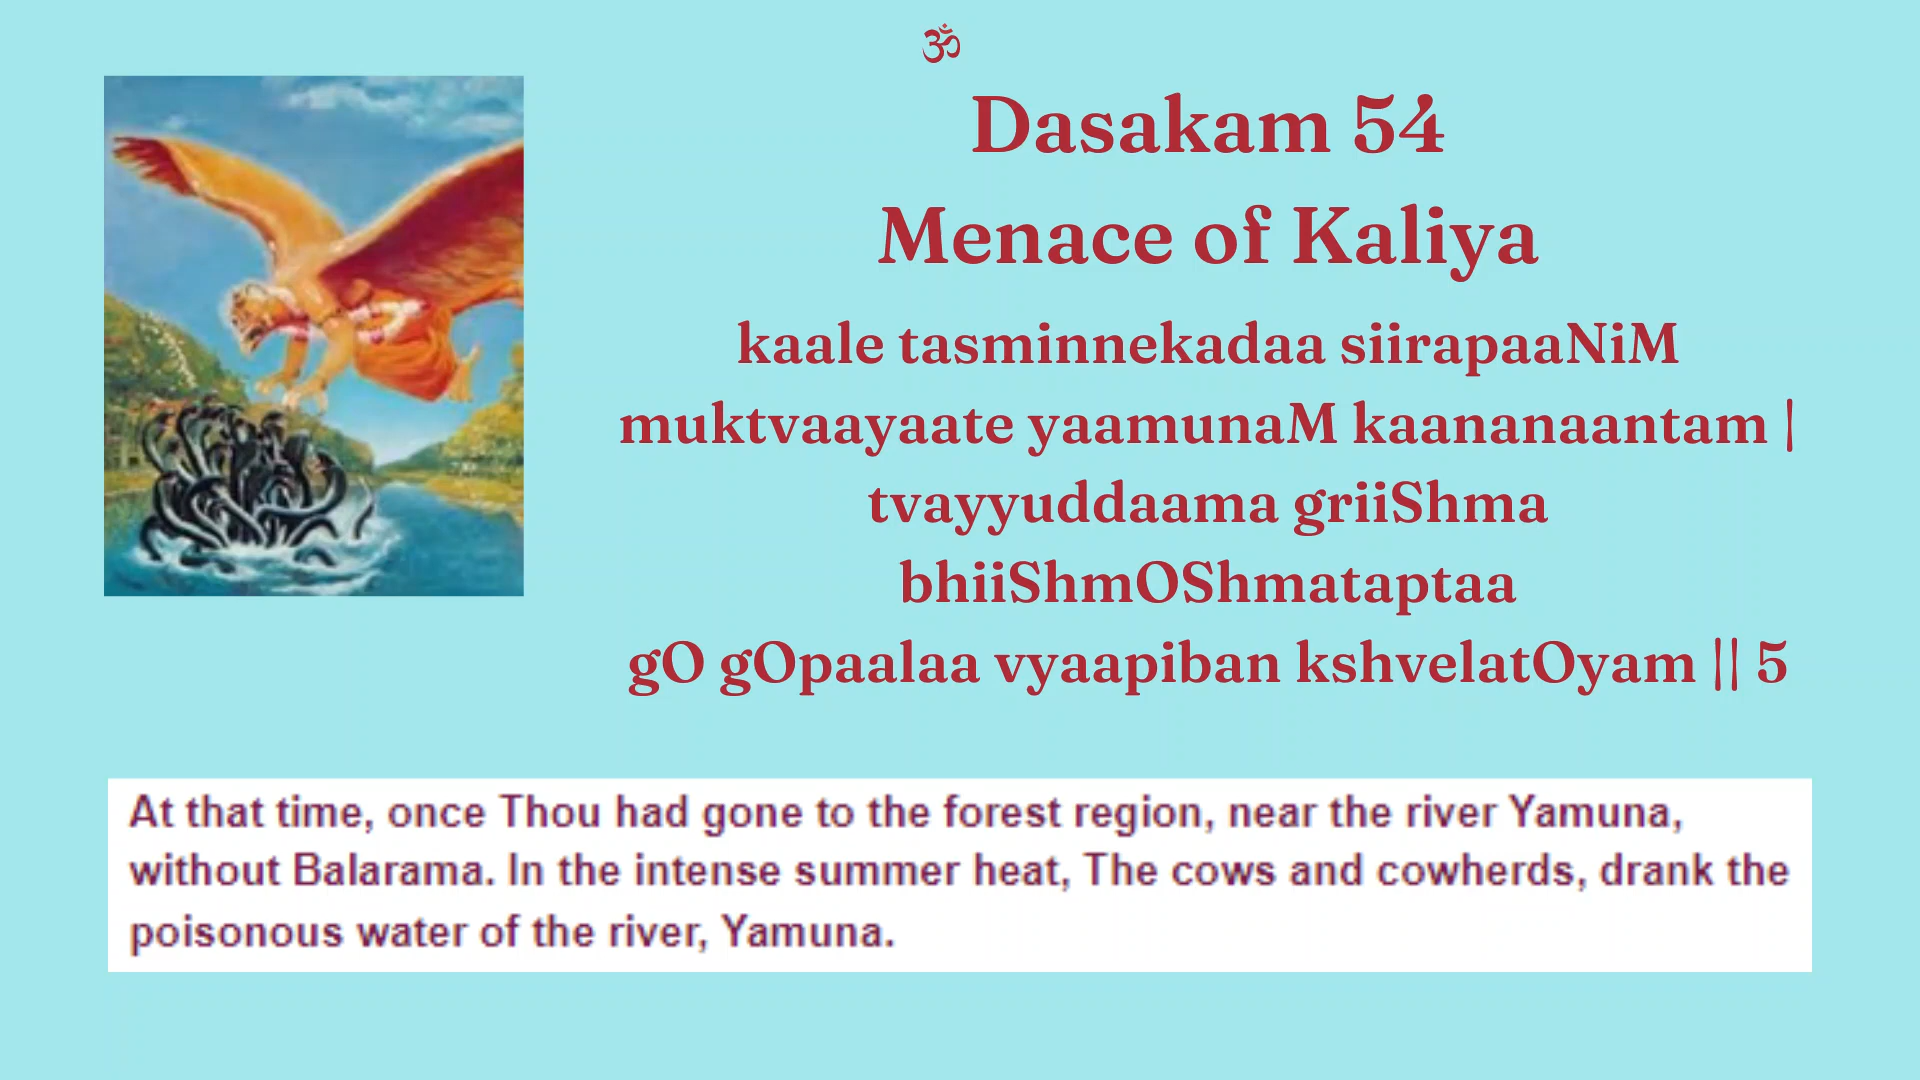 ॐ
Dasakam 54
Menace of Kaliya
kaale tasminnekadaa siirapaaNiM
muktvaayaate yaamunaM kaananaantam |
tvayyuddaama griiShma
bhiiShmOShmataptaa
gO gOpaalaa vyaapiban kshvelatOyam || 5
At that time, once Thou had gone to the forest region, near the river Yamuna,
without Balarama. In the intense summer heat, The cows and cowherds, drank the
poisonous water of the river, Yamuna.